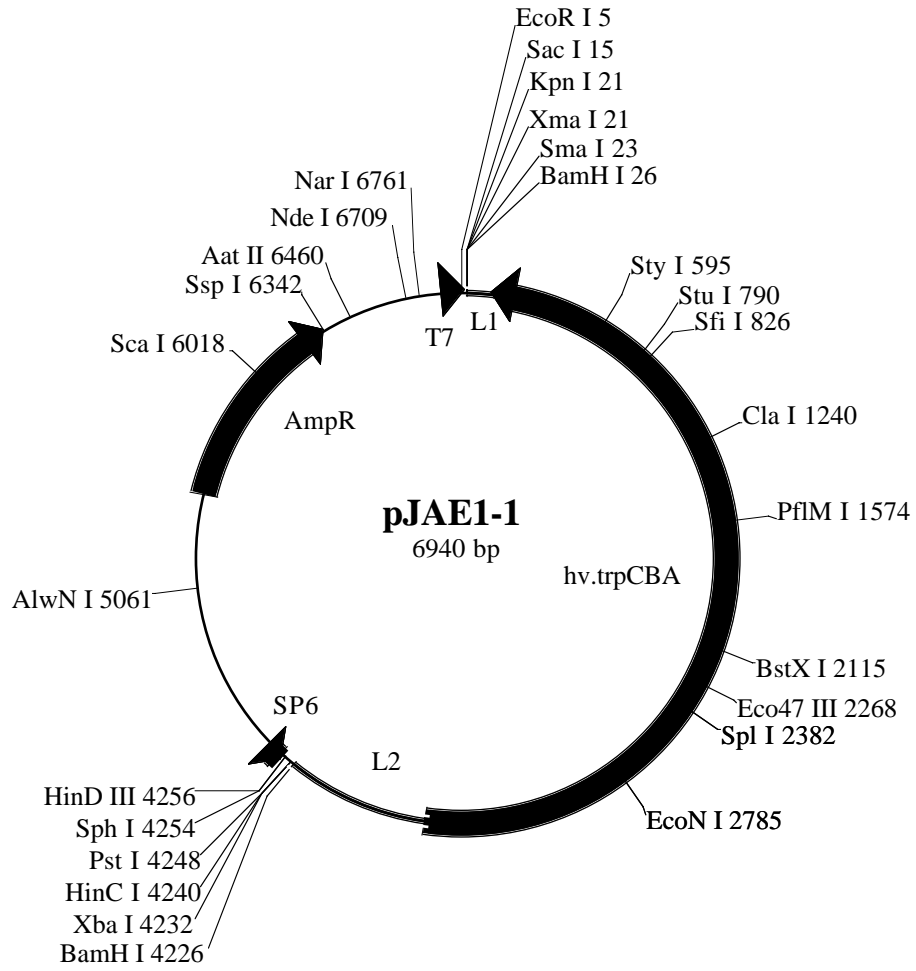 EcoR I 5
Sac I 15
Kpn I 21
Xma I 21
Sma I 23
BamH I 26
Nar I 6761
Nde I 6709
Aat II 6460
Ssp I 6342
Sca I 6018
T7
L1
Sty I 595
Stu I 790
Sfi I 826
AmpR
Cla I 1240
pJAE1-1
6940 bp
PflM I 1574
hv.trpCBA
AlwN I 5061
BstX I 2115
Eco47 III 2268
Spl I 2382
SP6
L2
EcoN I 2785
HinD III 4256
Sph I 4254
Pst I 4248
HinC I 4240
Xba I 4232
BamH I 4226